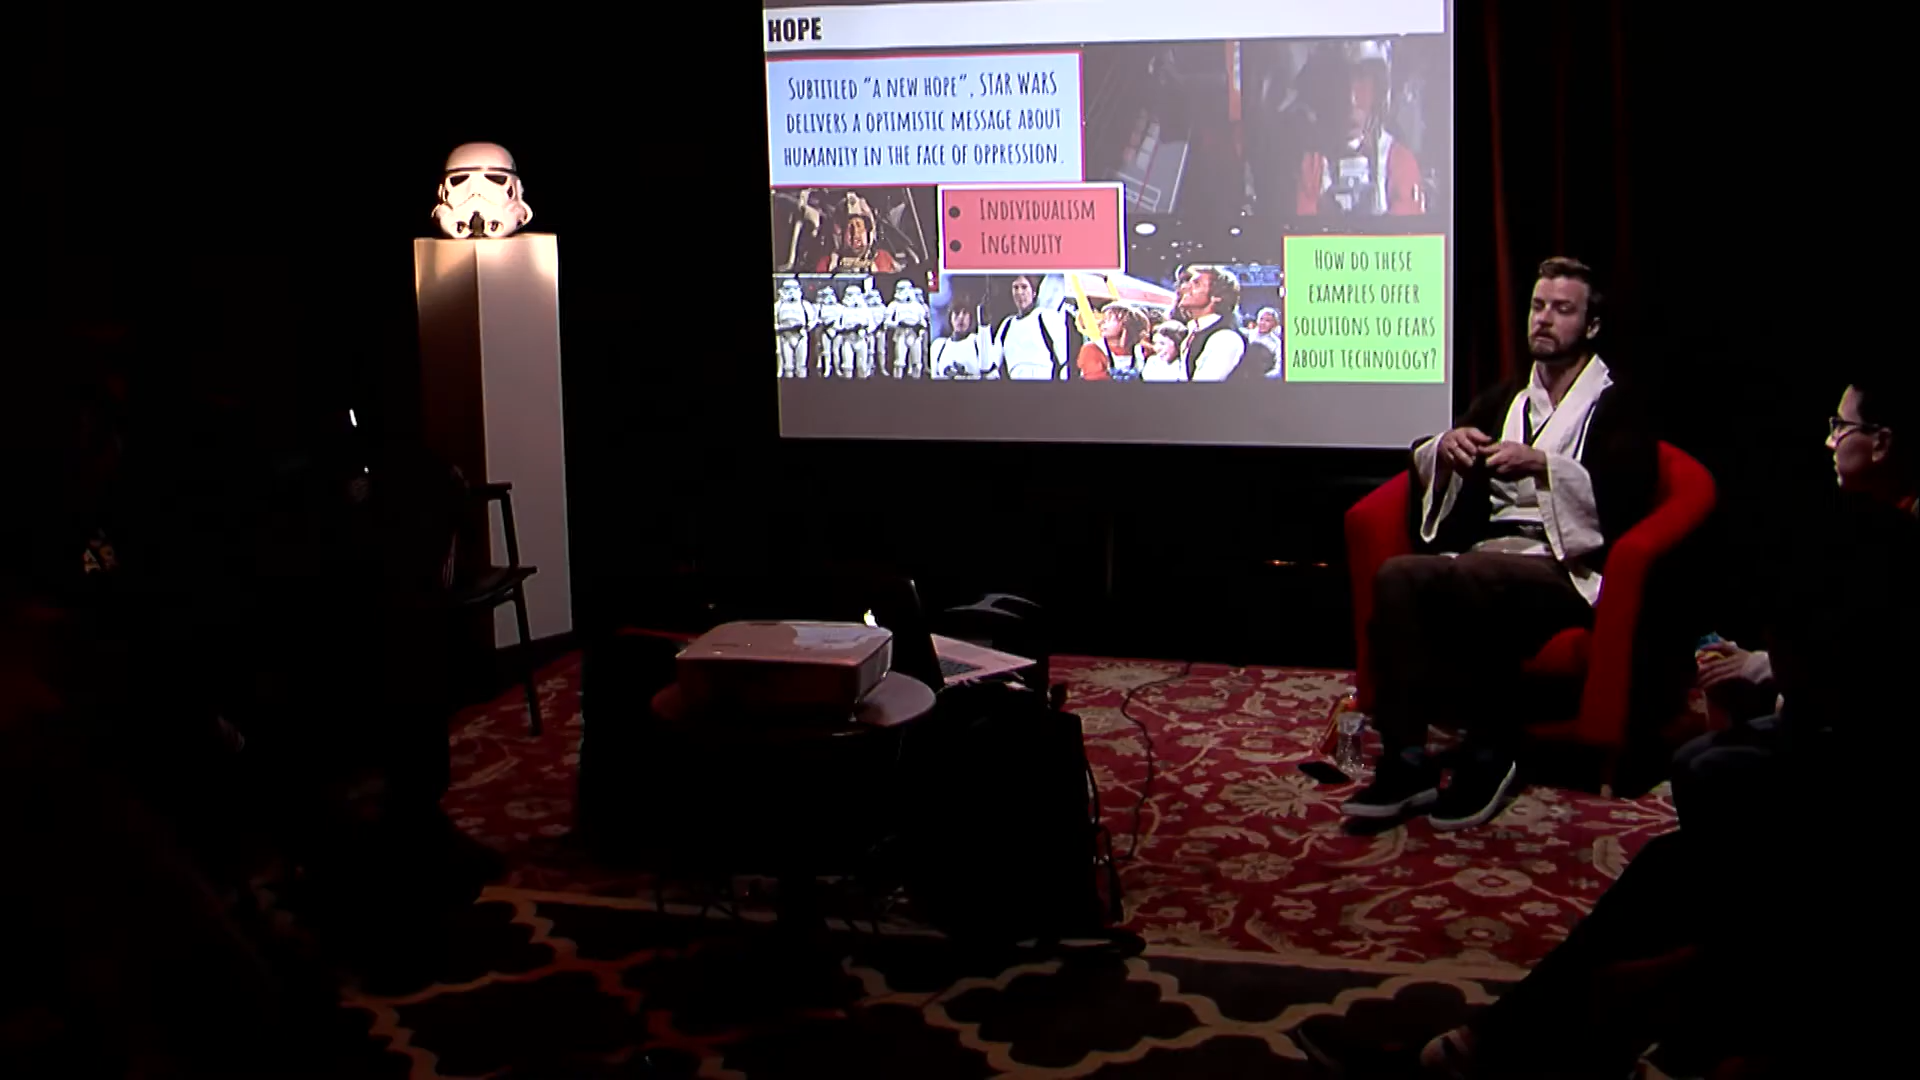 HOPE
SUBTITLED "A NEW HOPE", STAR WARS
DELIVERS A OPTIMISTIC MESSAGE ABOUT
HUMANITY IN THE FACE OF OPPRESSION.
• INDIVIDUALISM
• INGENUITY
HOW DO THESE
EXAMPLES OFFER
SOLUTIONS TO FEARS
ABOUT TECHNOLOGY?